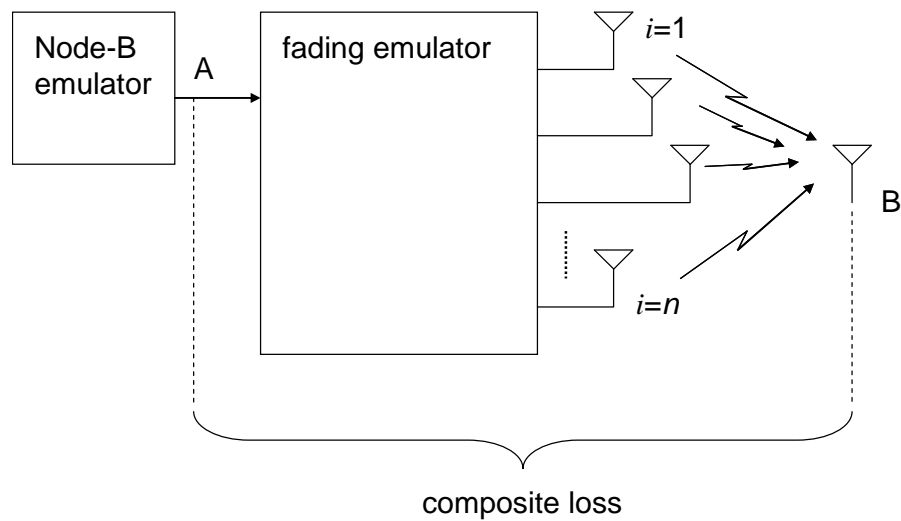 Node-B
emulator
A
fading emulator
i=1
B
i=n
composite loss